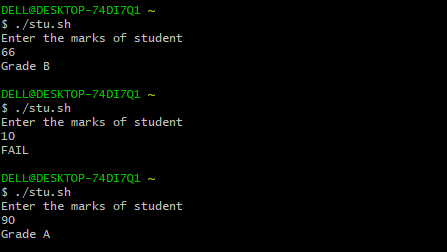 DELL@DESKTOP-74DI7Q1 ~
$ ./stu.sh
Enter the marks of student
66
Grade B
DELL@DESKTOP-74DI7Q1 ~
$ ./stu.sh
Enter the marks of student
10
FAIL
DELL@DESKTOP-74DI7Q1 ~
$ ./stu.sh
Enter the marks of student
90
Grade A